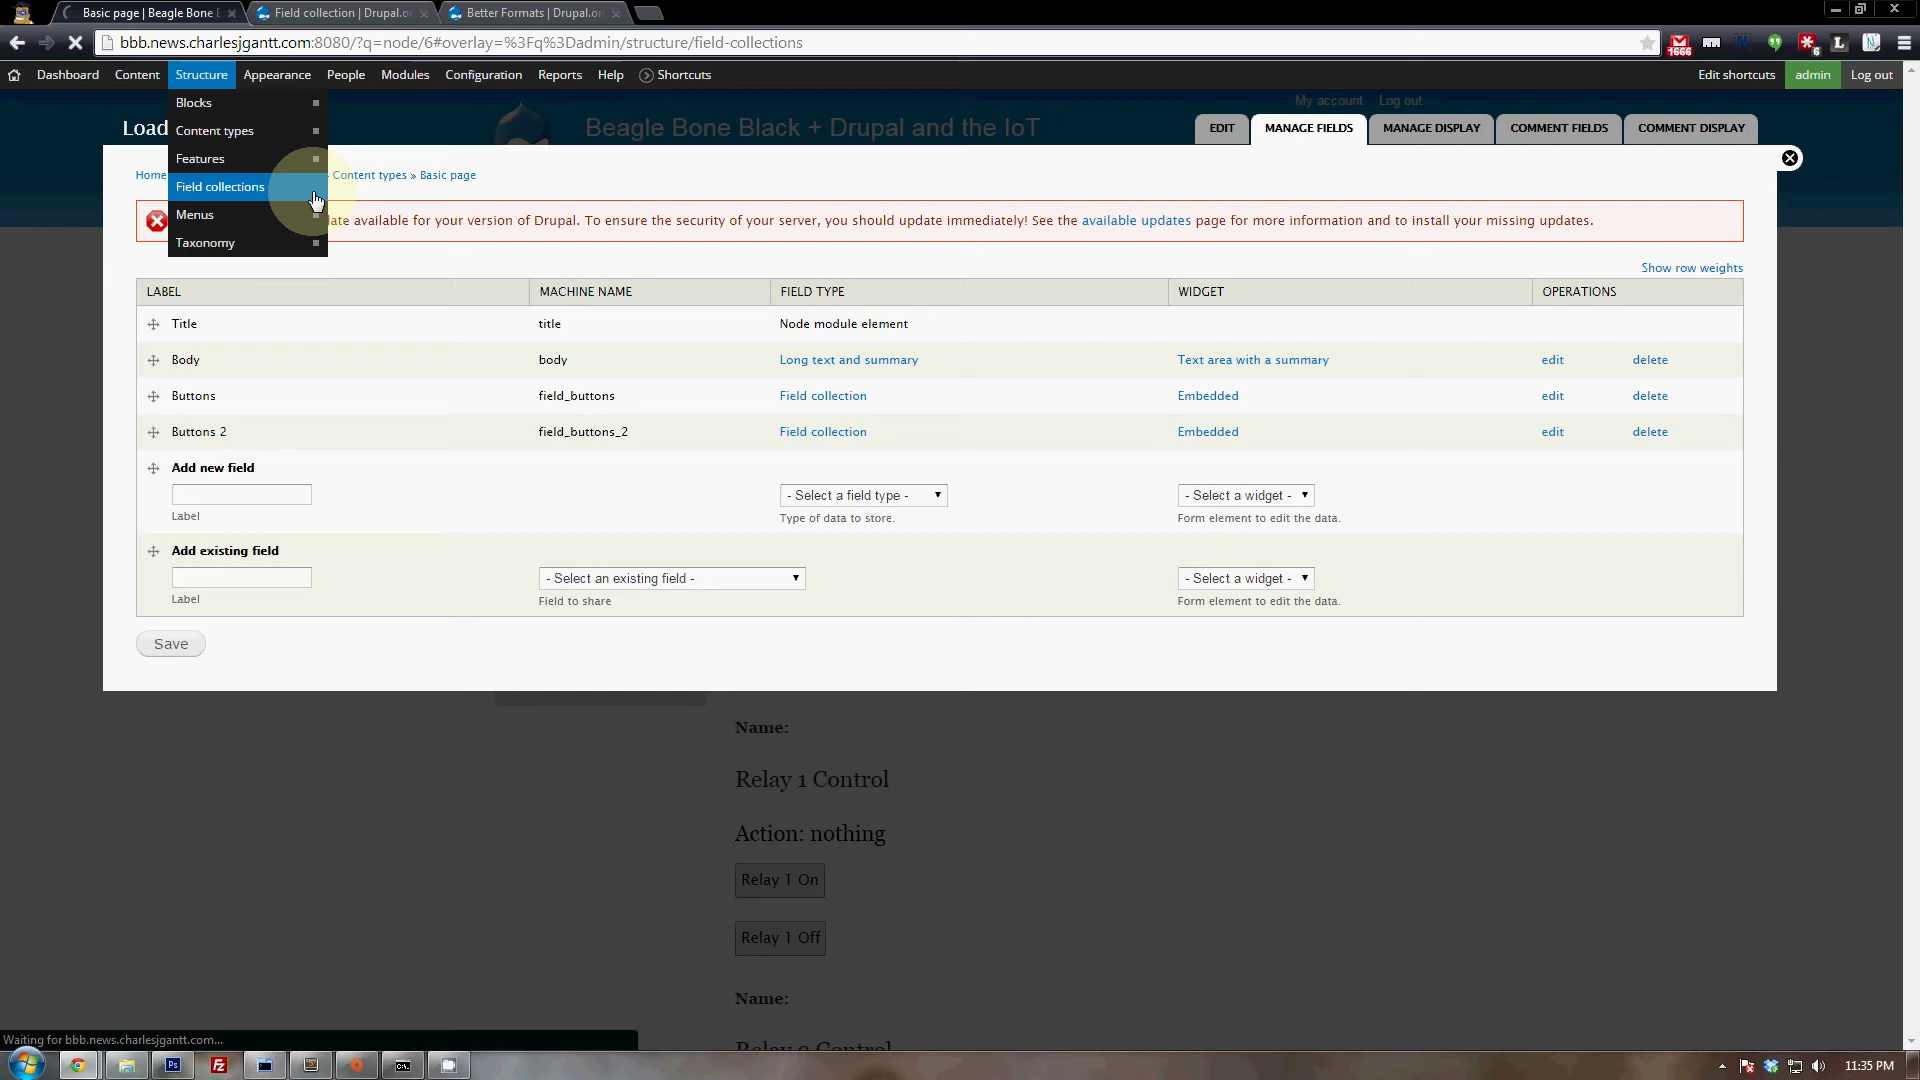 Basic page | Beagle Bone B
Field collection | Drupal.or
Better Formats | Drupal.or
bbb.news.charlesjgantt.com:8080/?q=node/6#overlay=%3Fq%3Dadmin/structure/field-collections
1666
6
Dashboard Content Structure Appearance People Modules Configuration Reports Help Shortcuts
Edit shortcuts admin Log out
My account Log out
Load
Beagle Bone Black + Drupal and the IoT
EDIT MANAGE FIELDS MANAGE DISPLAY COMMENT FIELDS COMMENT DISPLAY
Blocks
Content types
Features
Field collections
Menus
Taxonomy
Home Content types » Basic page
available for your version of Drupal. To ensure the security of your server, you should update immediately! See the available updates page for more information and to install your missing updates.
Show row weights
LABEL MACHINE NAME FIELD TYPE WIDGET OPERATIONS
Title title Node module element
Body body Long text and summary Text area with a summary edit delete
Buttons field_buttons Field collection Embedded edit delete
Buttons 2 field_buttons_2 Field collection Embedded edit delete
Add new field
- Select a field type - - Select a widget -
Label Type of data to store. Form element to edit the data.
Add existing field
- Select an existing field - - Select a widget -
Label Field to share Form element to edit the data.
Save
Name:
Relay 1 Control
Action: nothing
Relay 1 On
Relay 1 Off
Name:
Waiting for bbb.news.charlesjgantt.com...
11:35 PM